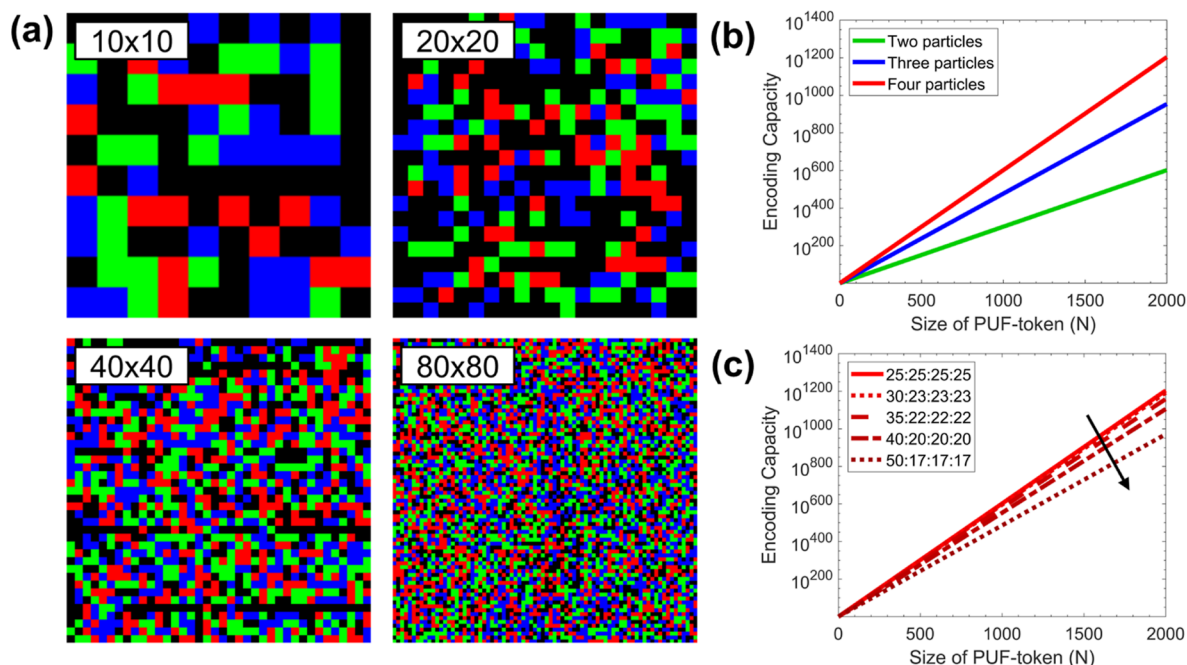 (a)
10x10
20x20
40x40
80x80
(b)
10^1400
10^1200
10^1000
10^800
10^600
10^400
10^200
Encoding Capacity
Two particles
Three particles
Four particles
0
500
1000
1500
2000
Size of PUF-token (N)
(c)
10^1400
10^1200
10^1000
10^800
10^600
10^400
10^200
Encoding Capacity
25:25:25:25
30:23:23:23
35:22:22:22
40:20:20:20
50:17:17:17
0
500
1000
1500
2000
Size of PUF-token (N)